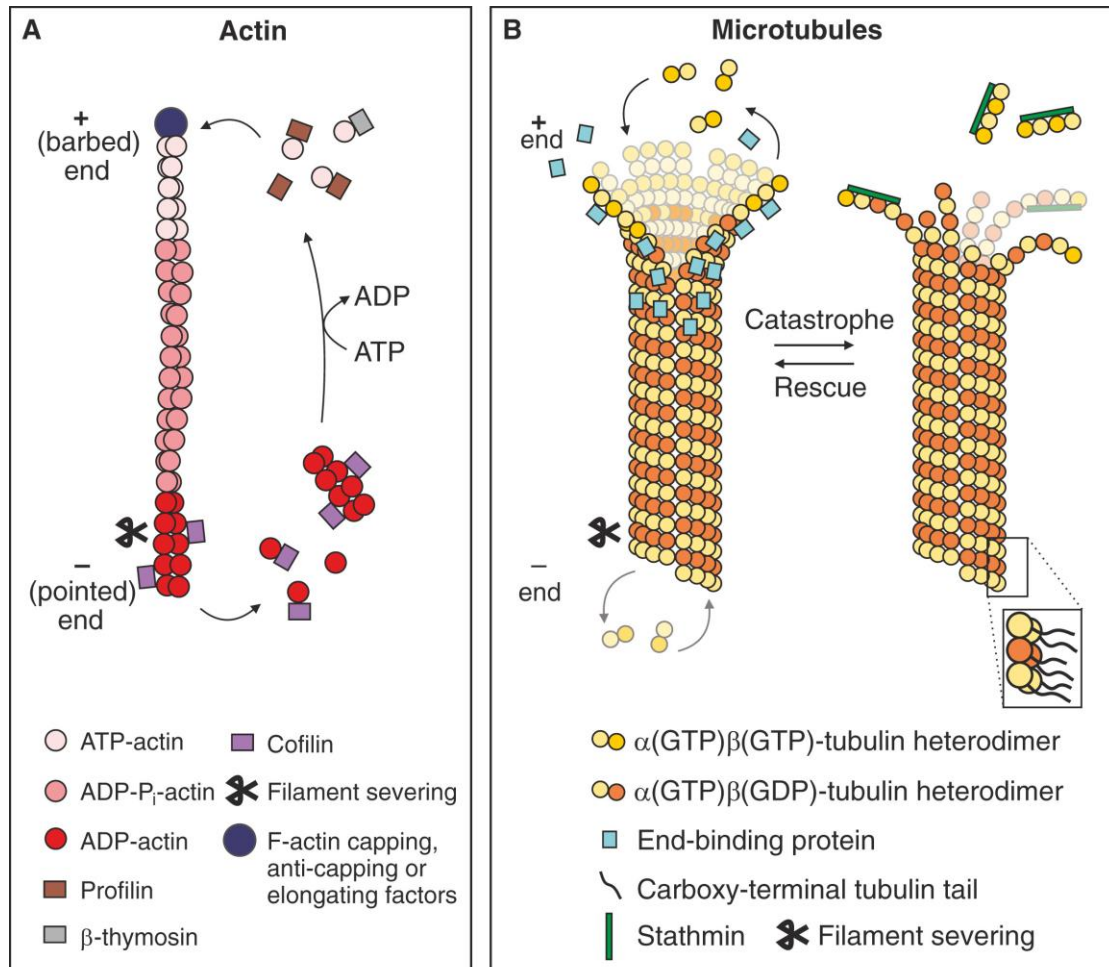 A
Actin
+
(barbed)
end
ADP
ATP
−
(pointed)
end
ATP-actin
ADP-Pi-actin
ADP-actin
Profilin
β-thymosin
Cofilin
Filament severing
F-actin capping,
anti-capping or
elongating factors
B
Microtubules
+
end
Catastrophe
Rescue
−
end
α(GTP)β(GTP)-tubulin heterodimer
α(GTP)β(GDP)-tubulin heterodimer
End-binding protein
Carboxy-terminal tubulin tail
Stathmin
Filament severing